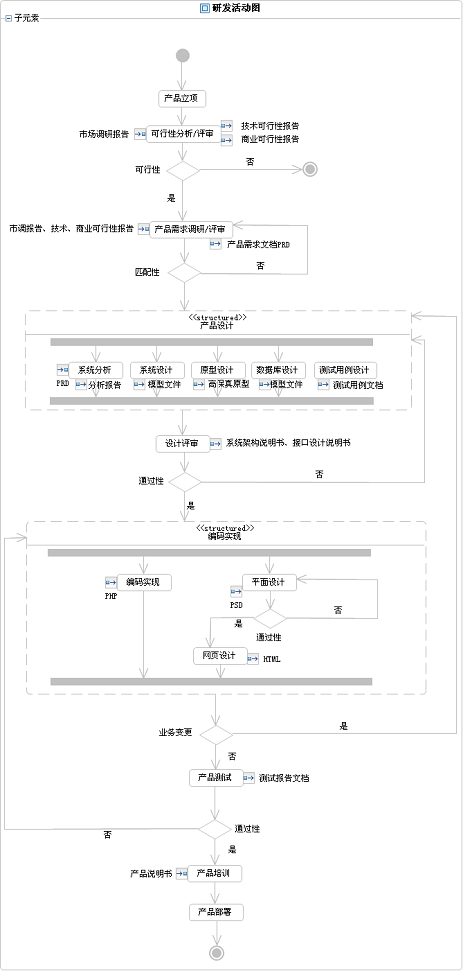 研发活动图
子元素
产品立项
市场调研报告
可行性分析/评审
技术可行性报告
商业可行性报告
可行性
否
是
市调报告、技术、商业可行性报告
产品需求调研/评审
产品需求文档PRD
匹配性
否
<<structured>>
产品设计
系统分析
系统设计
原型设计
数据库设计
测试用例设计
PRD
分析报告
模型文件
高保真原型
模型文件
测试用例文档
设计评审
系统架构说明书、接口设计说明书
通过性
否
是
<<structured>>
编码实现
编码实现
平面设计
PHP
PSD
是
否
通过性
网页设计
HTML
业务变更
是
否
产品测试
测试报告文档
通过性
否
是
产品说明书
产品培训
产品部署